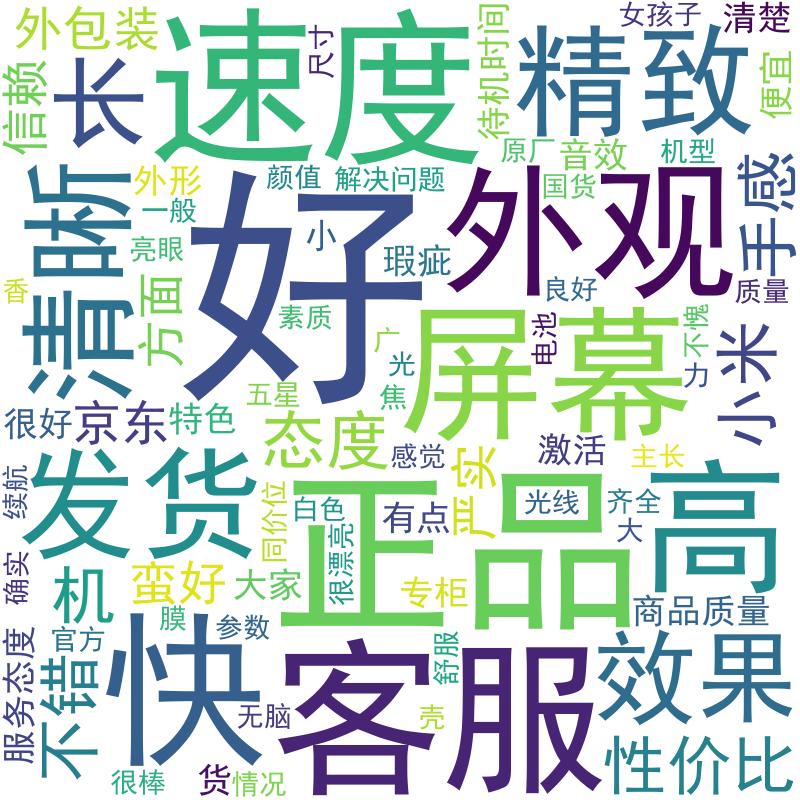 外包装
速度
尺寸
待机时间
精致
女孩子
清楚
信赖
长
便宜
原厂
音效
机型
清晰
外形
颜值
解决问题
国货
外观
手感
一般
好
小
亮眼
瑕疵
良好
质量
香
方面
素质
广
光
屏幕
电池
不愧
力
小米
五星
焦
很好
京东
特色
态度
感觉
激活
主长
续航
发货
严实
同价位
正品
白色
有点
光线
齐全
大
高
确实
机
蛮好
大家
很漂亮
专柜
商品质量
膜
参数
服务态度
官方
不错
快
客服
舒服
效果
无脑
壳
性价比
很棒
货
情况